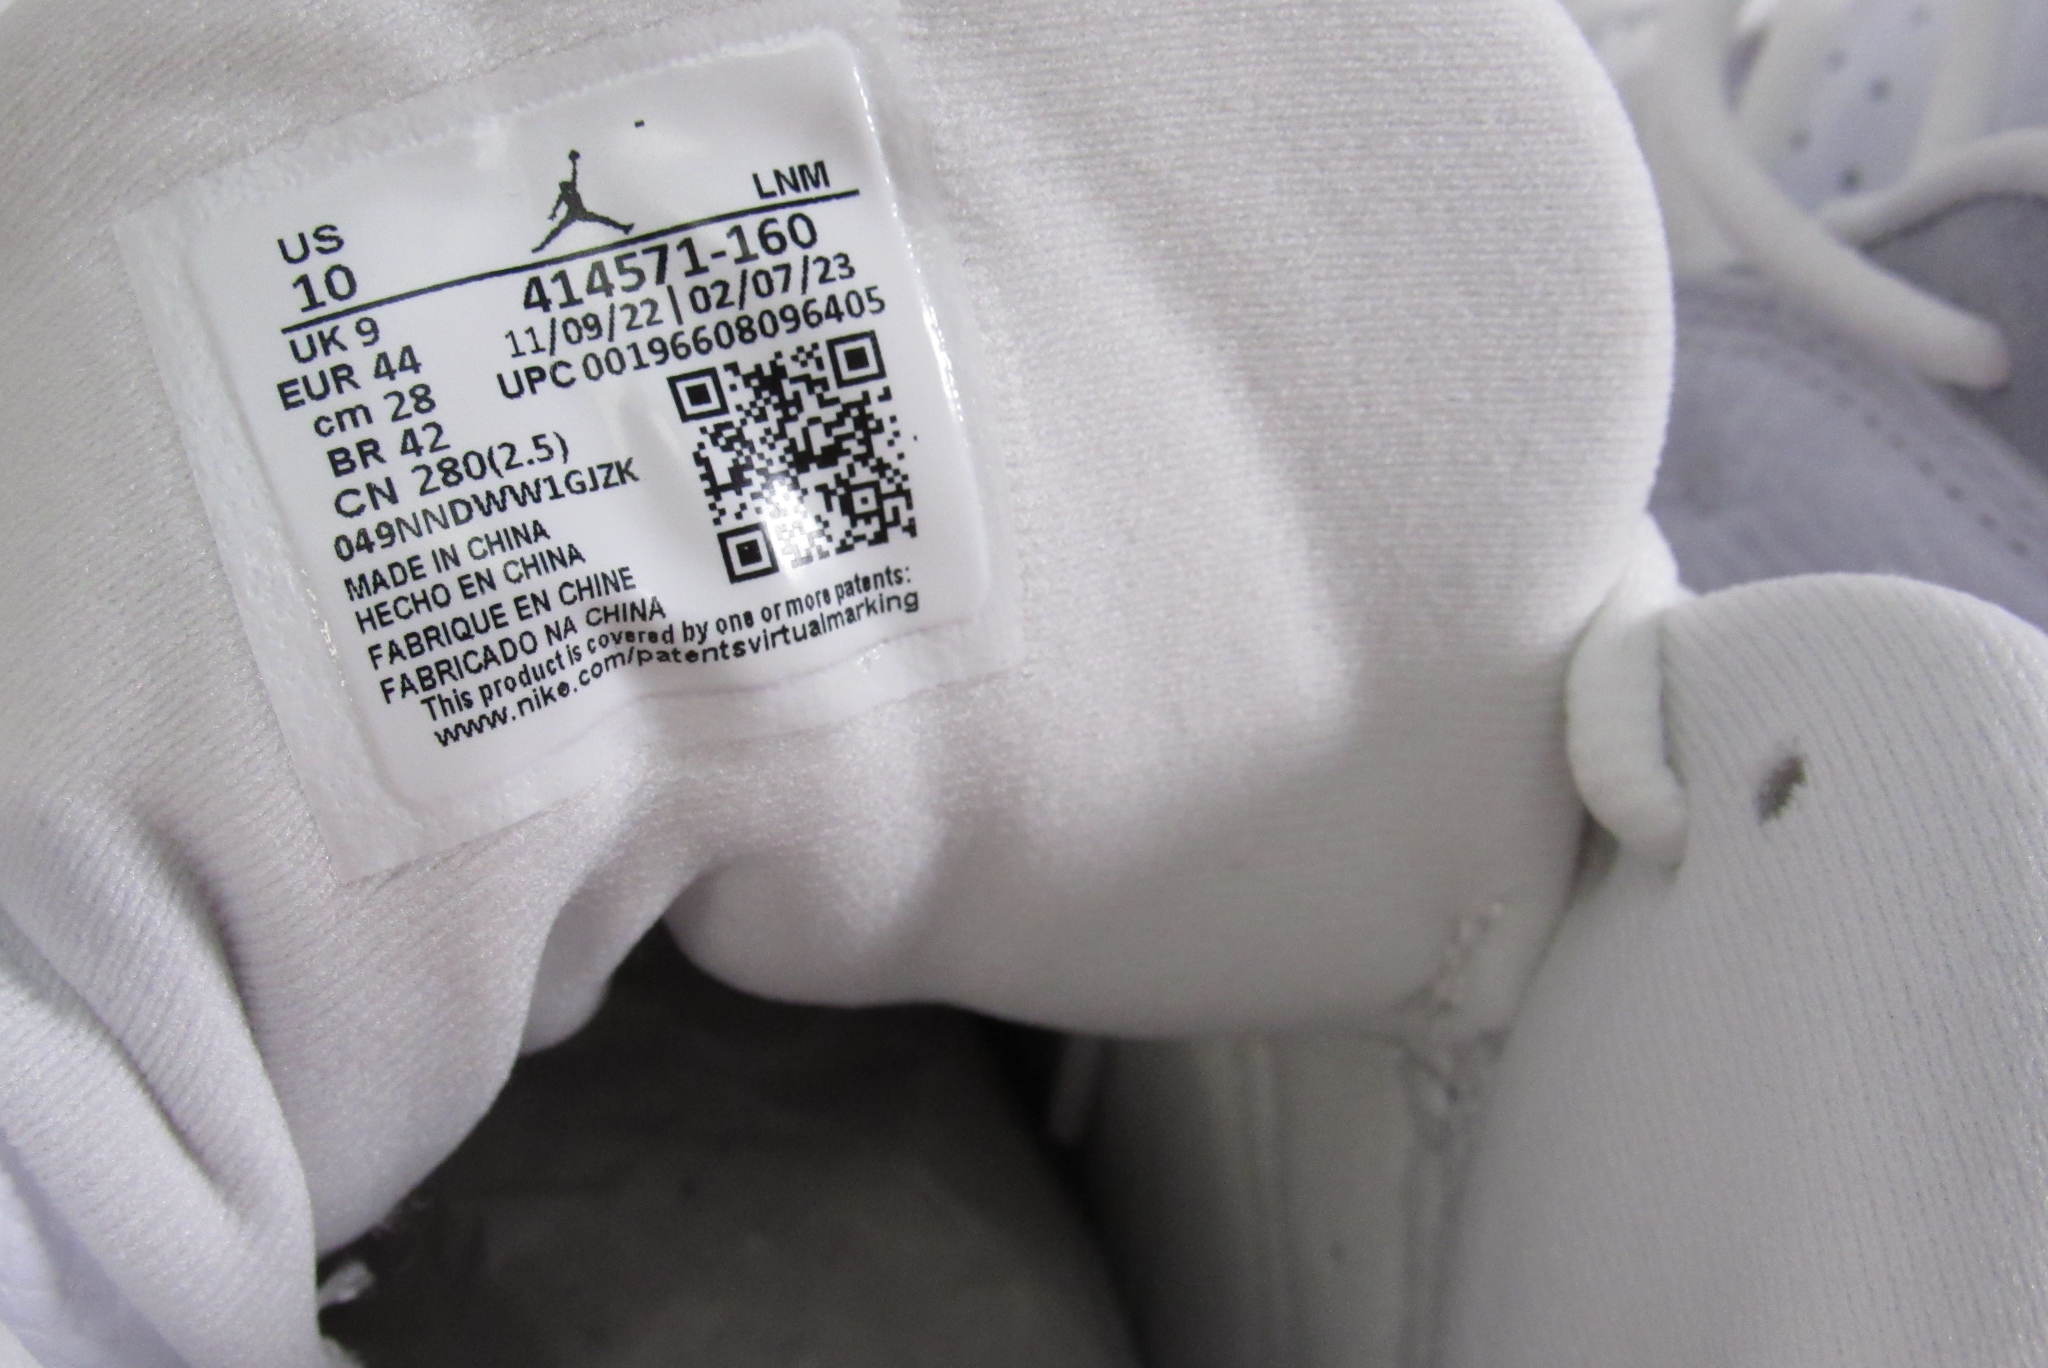 LNM
US
10
414571-160
11/09/22 | 02/07/23
UPC 00196608096405
UK 9
EUR 44
cm 28
BR 42
CN 280(2.5)
049NNDWW1GJZK
MADE IN CHINA
HECHO EN CHINA
FABRIQUE EN CHINE
FABRICADO NA CHINA
This product is covered by one or more patents:
www.nike.com/patentsvirtualmarking